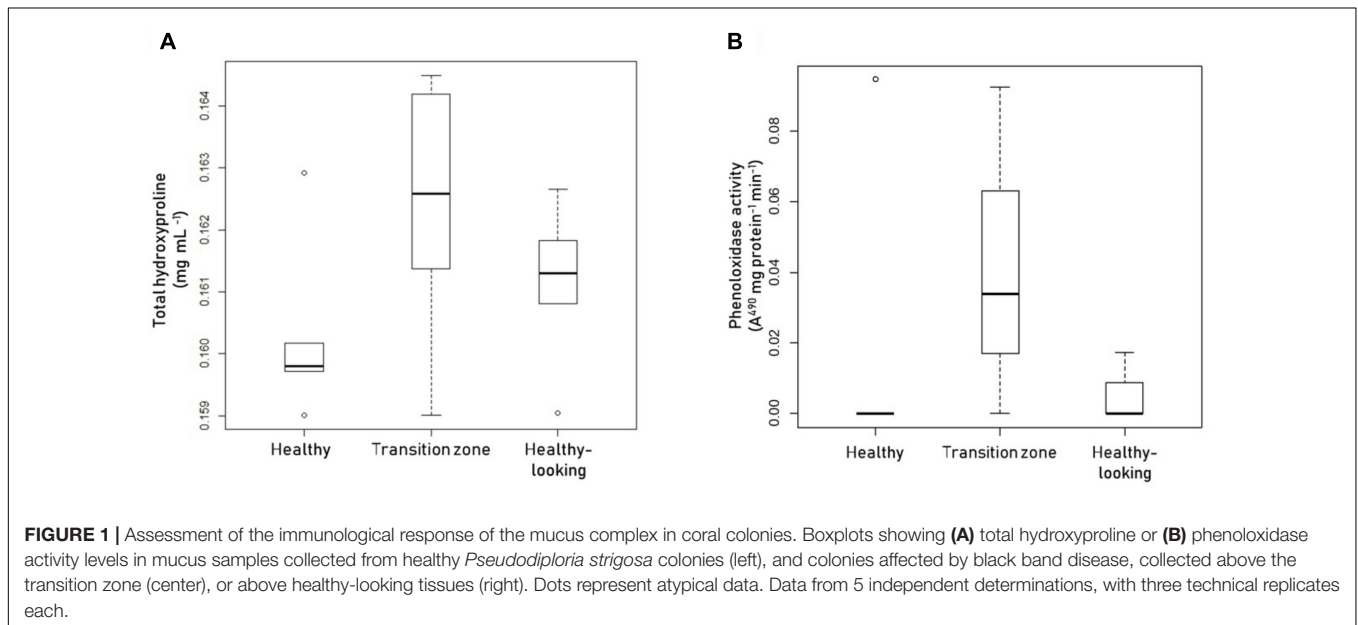 A
Total hydroxyproline
(mg mL ⁻¹)
0.164
0.163
0.162
0.161
0.160
0.159
Healthy
Transition zone
Healthy-
looking
B
Phenoloxidase activity
(A⁴⁹⁰ mg protein⁻¹ min⁻¹)
0.08
0.06
0.04
0.02
0.00
Healthy
Transition zone
Healthy-
looking
FIGURE 1 | Assessment of the immunological response of the mucus complex in coral colonies. Boxplots showing (A) total hydroxyproline or (B) phenoloxidase
activity levels in mucus samples collected from healthy Pseudodiploria strigosa colonies (left), and colonies affected by black band disease, collected above the
transition zone (center), or above healthy-looking tissues (right). Dots represent atypical data. Data from 5 independent determinations, with three technical replicates
each.